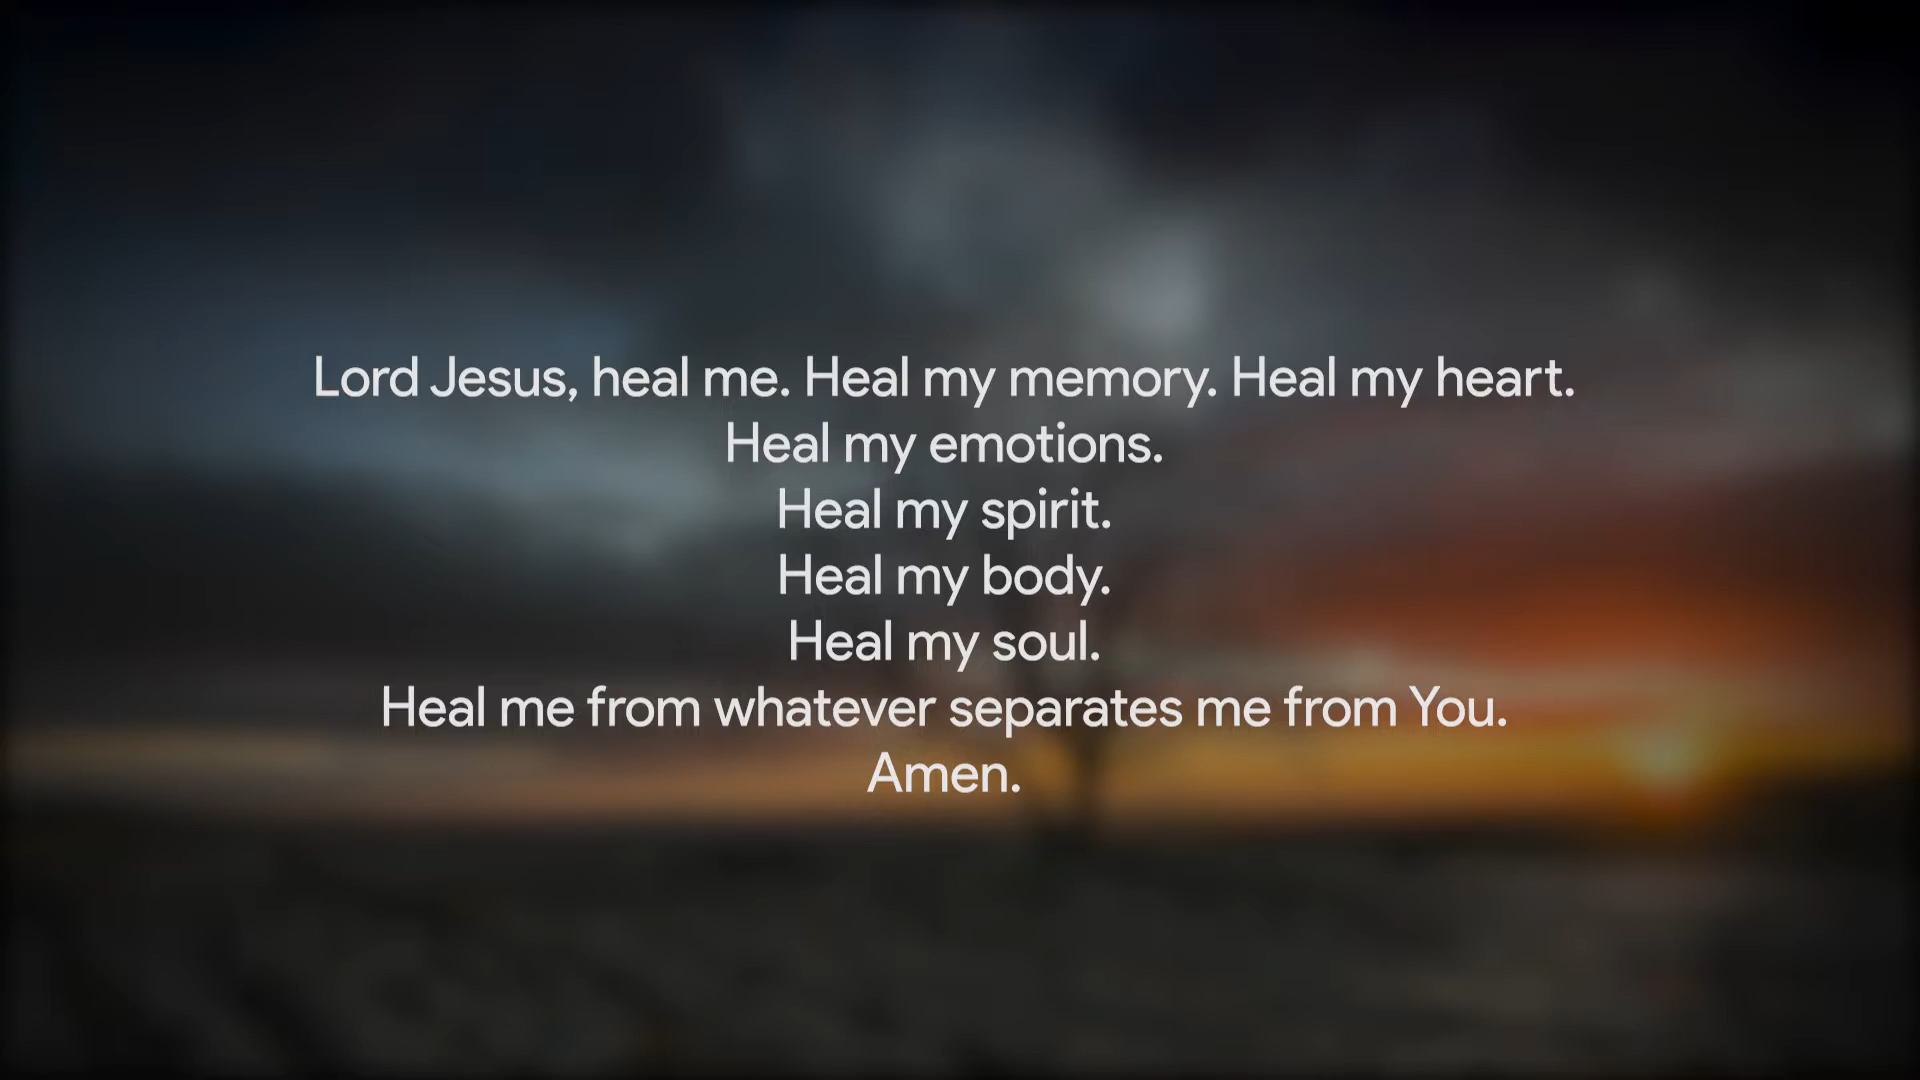 Lord Jesus, heal me. Heal my memory. Heal my heart.
Heal my emotions.
Heal my spirit.
Heal my body.
Heal my soul.
Heal me from whatever separates me from You.
Amen.